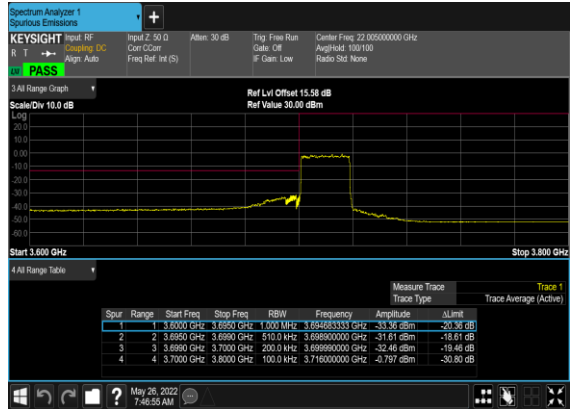 Spectrum Analyzer 1
Spurious Emissions
+
KEYSIGHT Input: RF Input Z: 50 Ω Atten: 30 dB Trig: Free Run Center Freq: 22.005000000 GHz
R T Coupling: DC Corr CCorr Gate: Off Avg|Hold: 100/100
Align: Auto Freq Ref: Int (S) IF Gain: Low Radio Std: None
LV PASS
3 All Range Graph
Ref Lvl Offset 15.58 dB
Scale/Div 10.0 dB Ref Value 30.00 dBm
Log
20.0
10.0
0.00
-10.0
-20.0
-30.0
-40.0
-50.0
-60.0
Start 3.600 GHz Stop 3.800 GHz
4 All Range Table
Measure Trace Trace 1
Trace Type Trace Average (Active)
Spur Range Start Freq Stop Freq RBW Frequency Amplitude ΔLimit
1 1 3.6000 GHz 3.6950 GHz 1.000 MHz 3.694683333 GHz -33.36 dBm -20.36 dB
2 2 3.6950 GHz 3.6990 GHz 510.0 kHz 3.698900000 GHz -31.61 dBm -18.61 dB
3 3 3.6990 GHz 3.7000 GHz 200.0 kHz 3.699990000 GHz -32.46 dBm -19.46 dB
4 4 3.7000 GHz 3.8000 GHz 100.0 kHz 3.716000000 GHz -0.797 dBm -30.80 dB
? May 26, 2022
7:46:55 AM